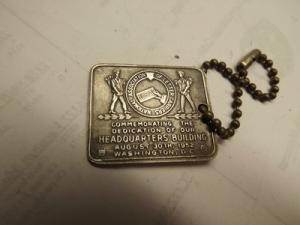 COMMEMORATING THE
DEDICATION OF OUR
HEADQUARTERS BUILDING
AUGUST 30TH 1952
WASHINGTON, D.C.